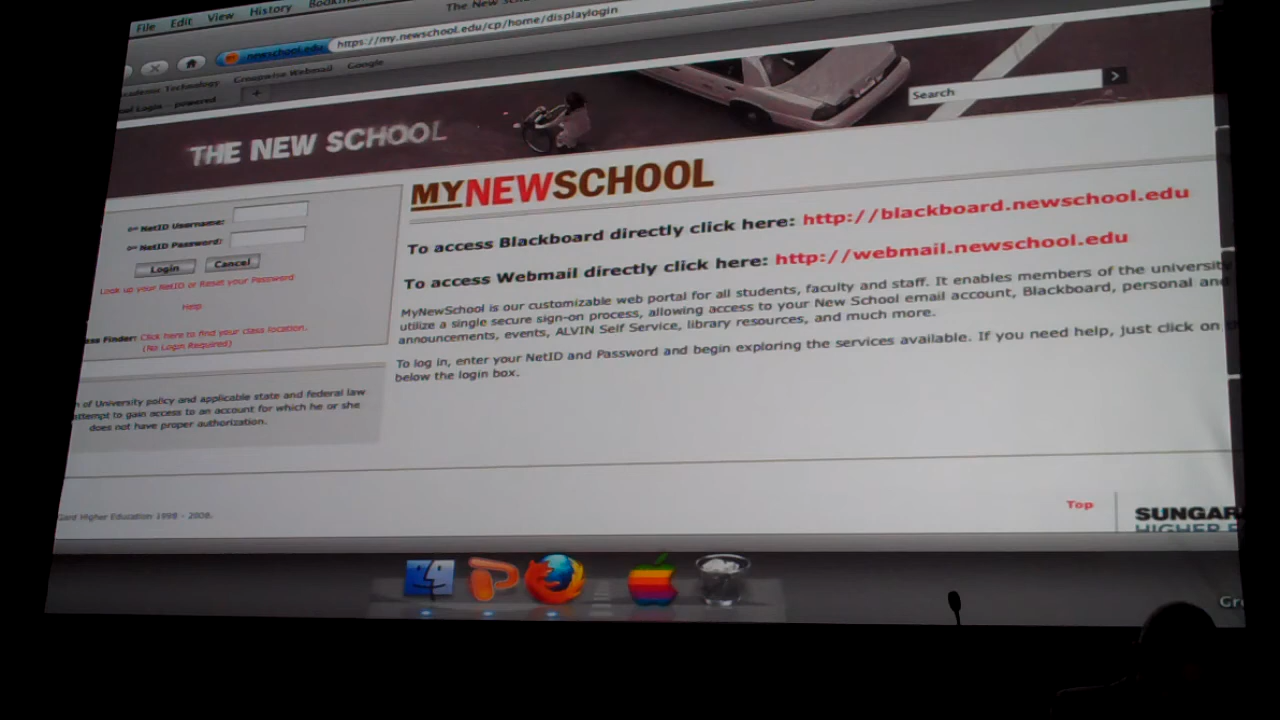 File Edit View History
newschool.edu https://my.newschool.edu/cp/home/displaylogin
Technology Groupwise Webmail Google
Login - powered
Search
THE NEW SCHOOL
MYNEWSCHOOL
NetID Username:
NetID Password:
Login Cancel
Look up your NetID or Reset your Password
Help
Finder: Click here to find your class location.
(No Login Required)
of University policy and applicable state and federal law
attempt to gain access to an account for which he or she
does not have proper authorization.
To access Blackboard directly click here: http://blackboard.newschool.edu
To access Webmail directly click here: http://webmail.newschool.edu
MyNewSchool is our customizable web portal for all students, faculty and staff. It enables members of the university
utilize a single secure sign-on process, allowing access to your New School email account, Blackboard, personal and
announcements, events, ALVIN Self Service, library resources, and much more.
To log in, enter your NetID and Password and begin exploring the services available. If you need help, just click on
below the login box.
Higher Education 1998 - 2008.
Top
SUNGAR
HIGHER E